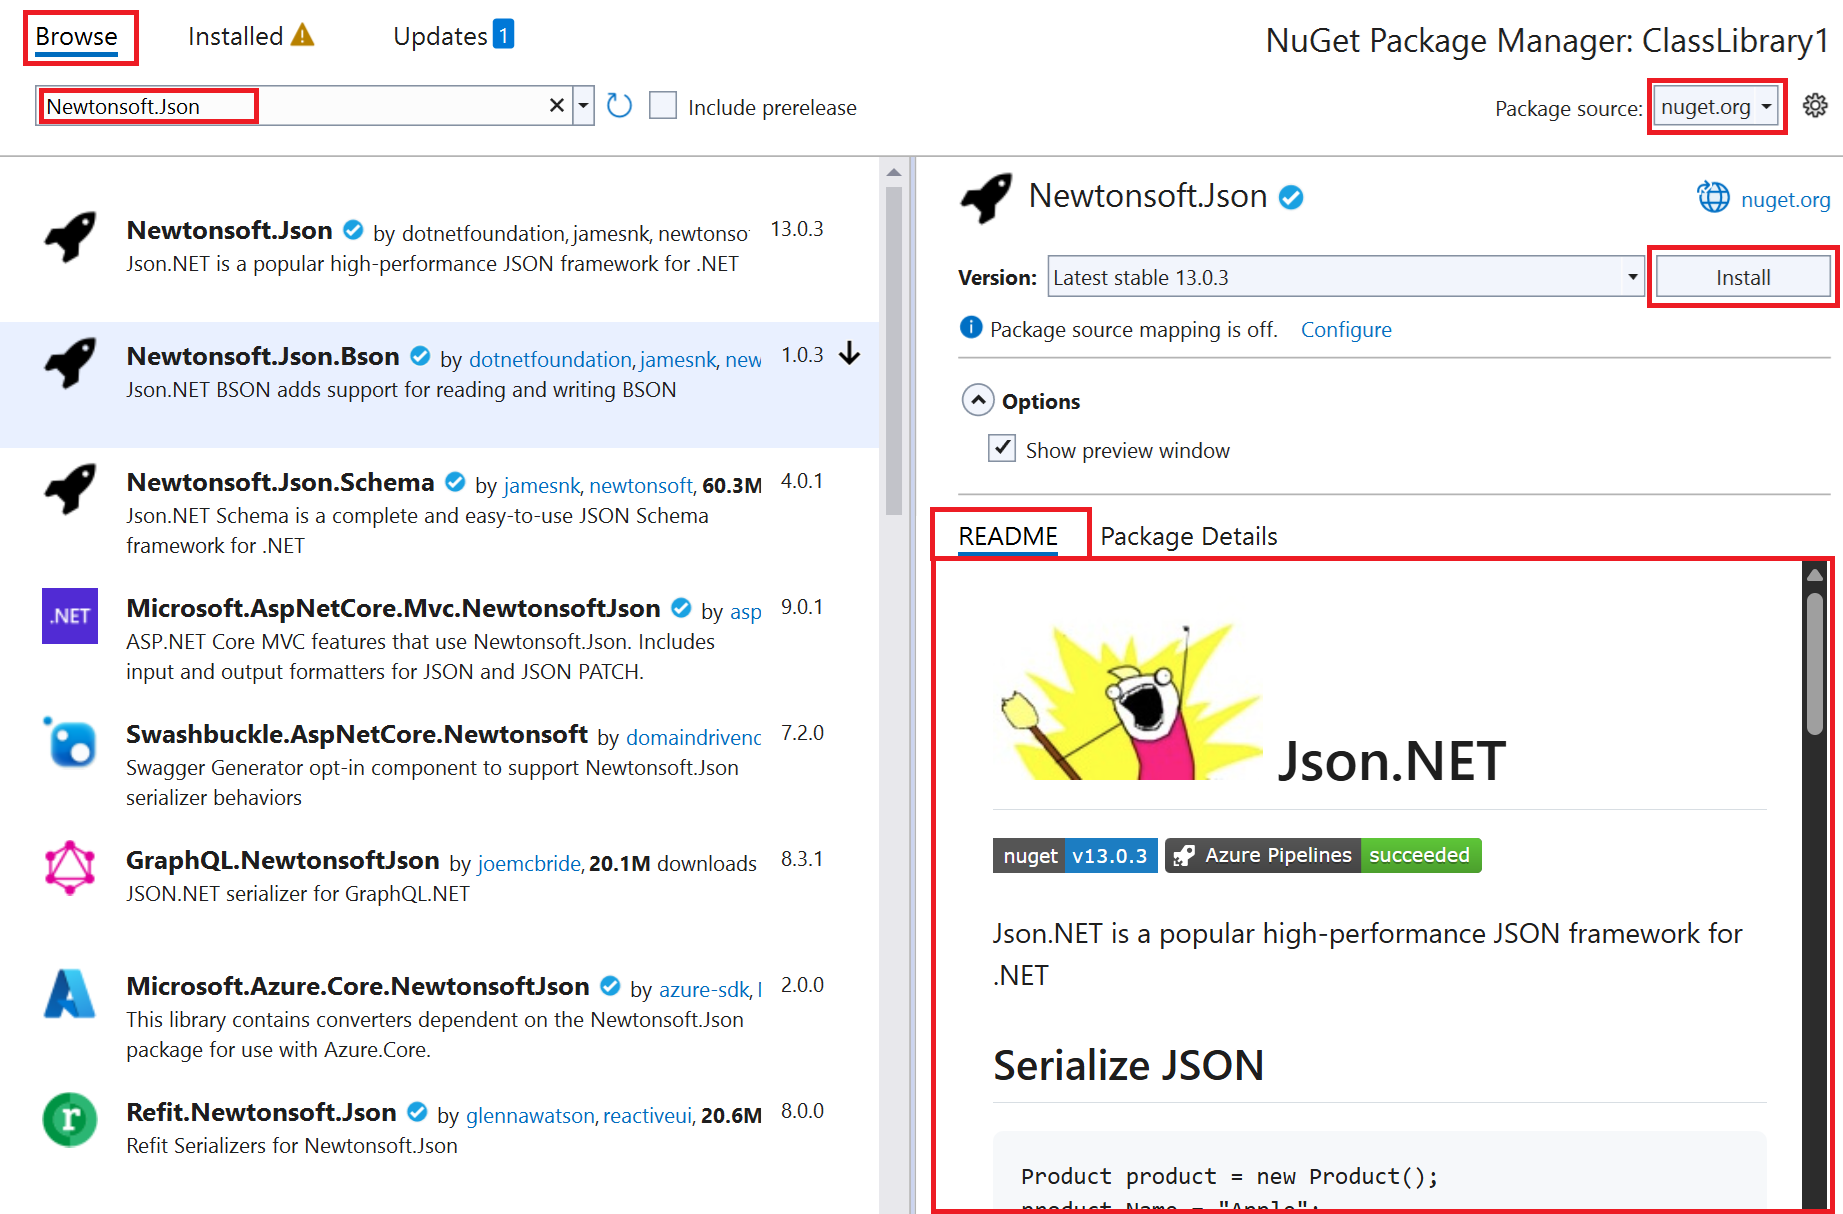 Browse
Installed
Updates 1
NuGet Package Manager: ClassLibrary1
Newtonsoft.Json
Include prerelease
Package source: nuget.org
Newtonsoft.Json by dotnetfoundation, jamesnk, newtonso 13.0.3
Json.NET is a popular high-performance JSON framework for .NET
Newtonsoft.Json.Bson by dotnetfoundation, jamesnk, new 1.0.3
Json.NET BSON adds support for reading and writing BSON
Newtonsoft.Json.Schema by jamesnk, newtonsoft, 60.3M 4.0.1
Json.NET Schema is a complete and easy-to-use JSON Schema
framework for .NET
.NET
Microsoft.AspNetCore.Mvc.NewtonsoftJson by asp 9.0.1
ASP.NET Core MVC features that use Newtonsoft.Json. Includes
input and output formatters for JSON and JSON PATCH.
Swashbuckle.AspNetCore.Newtonsoft by domaindrivenc 7.2.0
Swagger Generator opt-in component to support Newtonsoft.Json
serializer behaviors
GraphQL.NewtonsoftJson by joemcbride, 20.1M downloads 8.3.1
JSON.NET serializer for GraphQL.NET
Microsoft.Azure.Core.NewtonsoftJson by azure-sdk, 2.0.0
This library contains converters dependent on the Newtonsoft.Json
package for use with Azure.Core.
r
Refit.Newtonsoft.Json by glennawatson, reactiveui, 20.6M 8.0.0
Refit Serializers for Newtonsoft.Json
Newtonsoft.Json
nuget.org
Version: Latest stable 13.0.3
Install
Package source mapping is off. Configure
Options
Show preview window
README
Package Details
Json.NET
nuget v13.0.3
Azure Pipelines succeeded
Json.NET is a popular high-performance JSON framework for
.NET
Serialize JSON
Product product = new Product();
product.Name = "Apple";